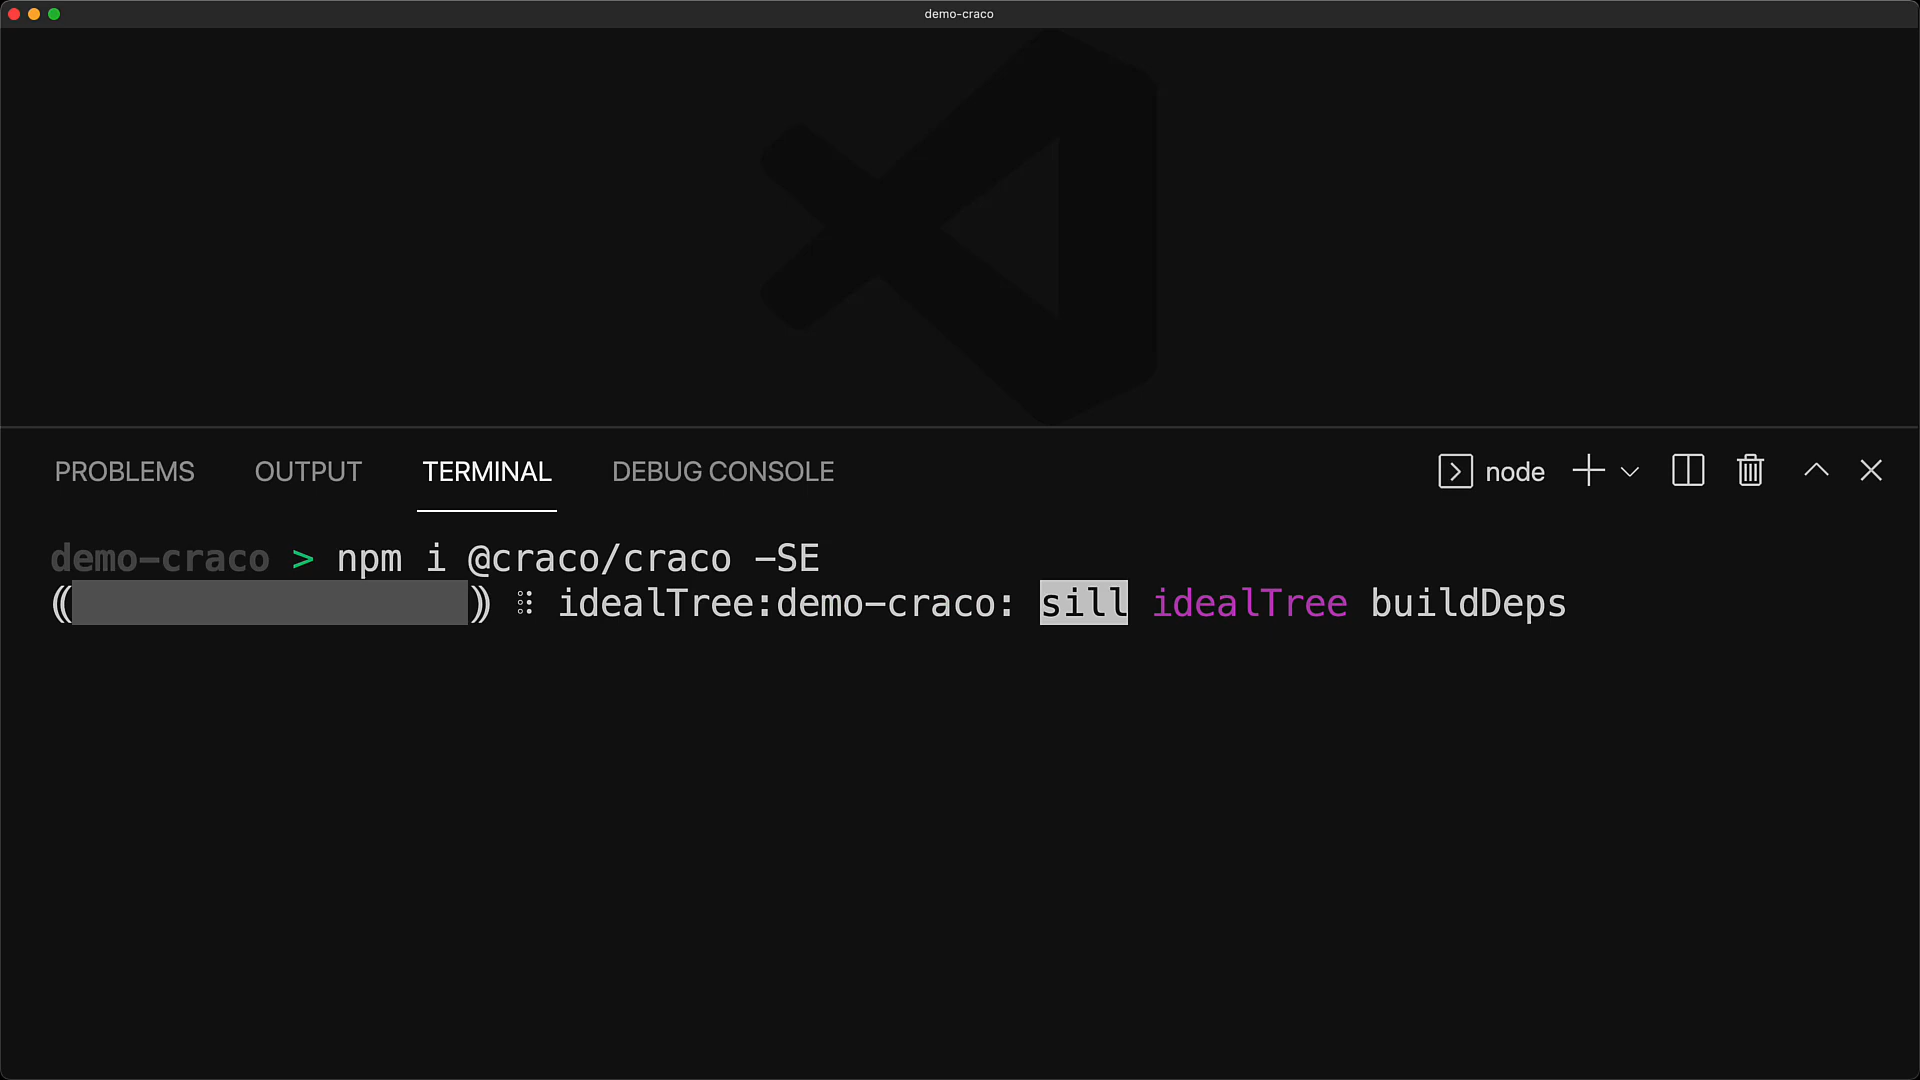 demo-craco
PROBLEMS OUTPUT TERMINAL DEBUG CONSOLE node
demo-craco > npm i @craco/craco -SE
(( )) ⠸ idealTree:demo-craco: sill idealTree buildDeps